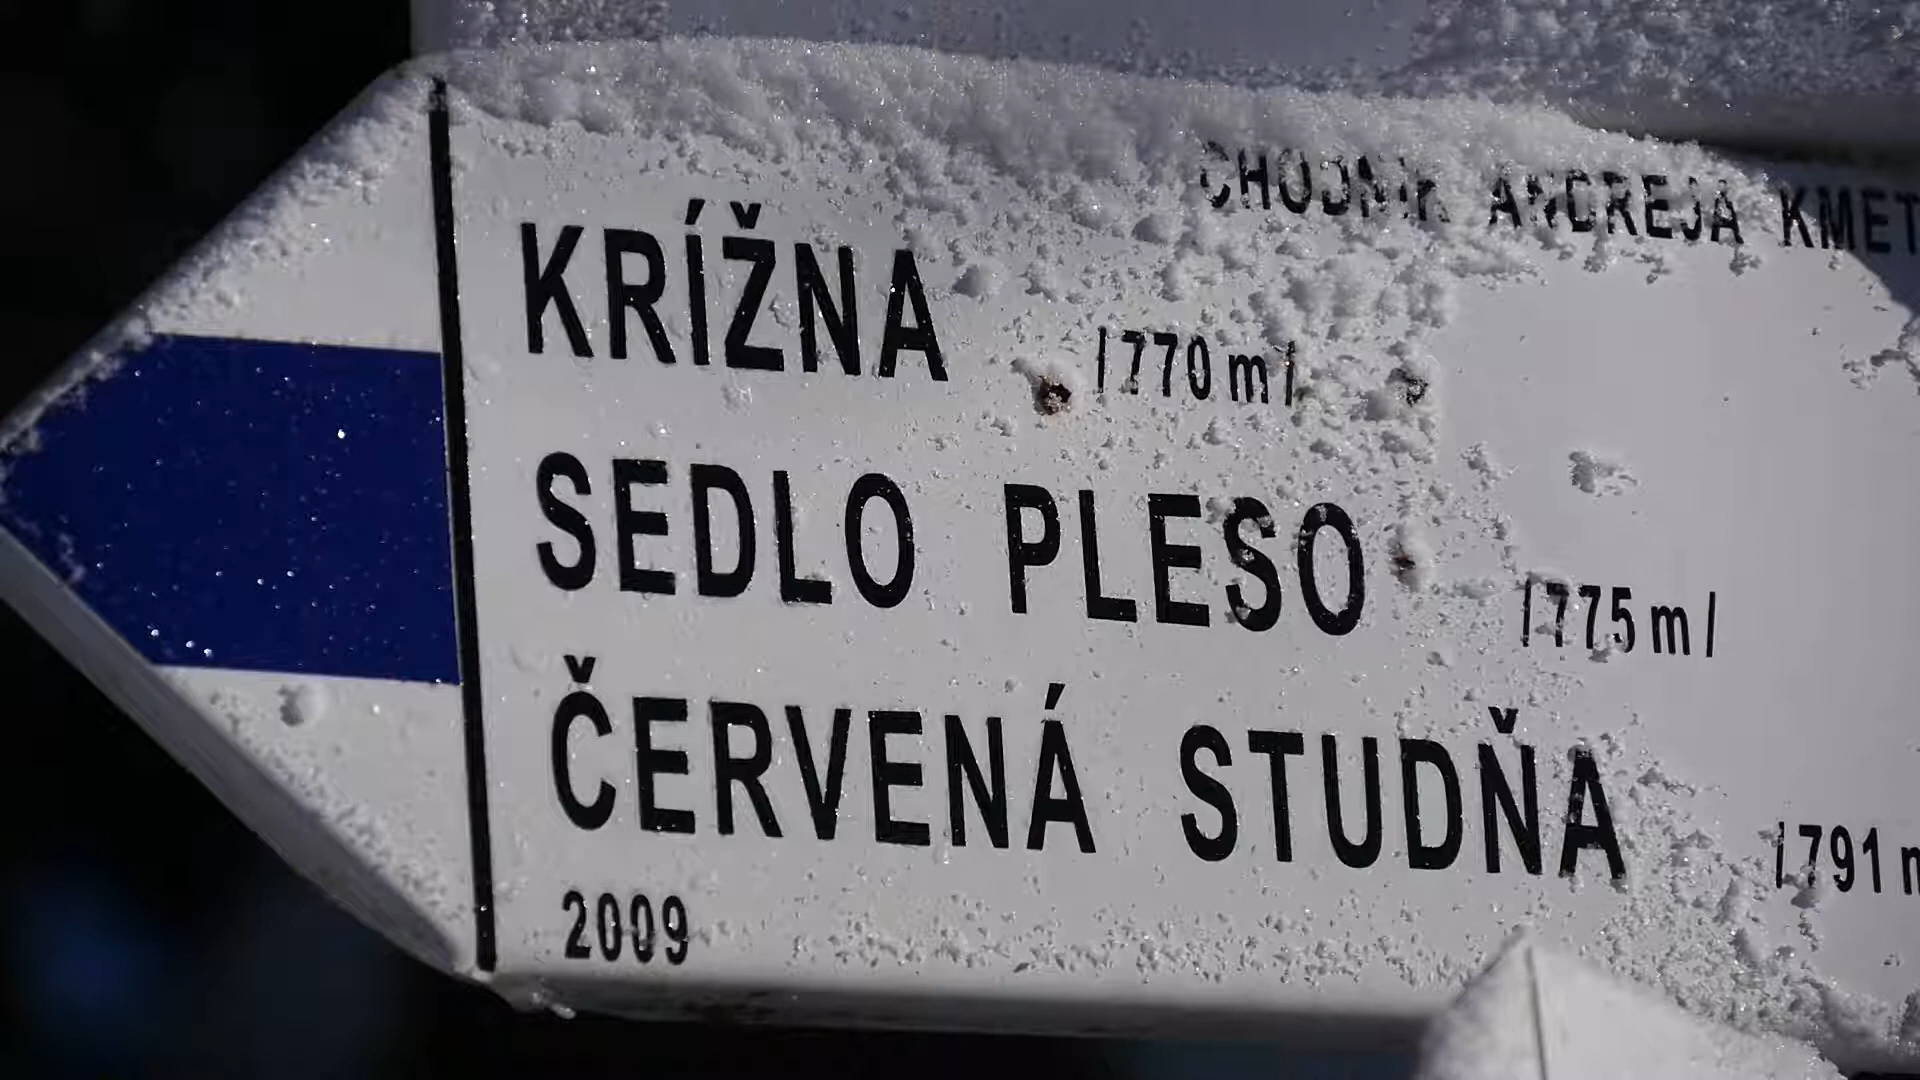 CHODNÍK ANDREJA KMET
KRÍŽNA /770 m/
SEDLO PLESO /775 m/
ČERVENÁ STUDŇA /791 m
2009